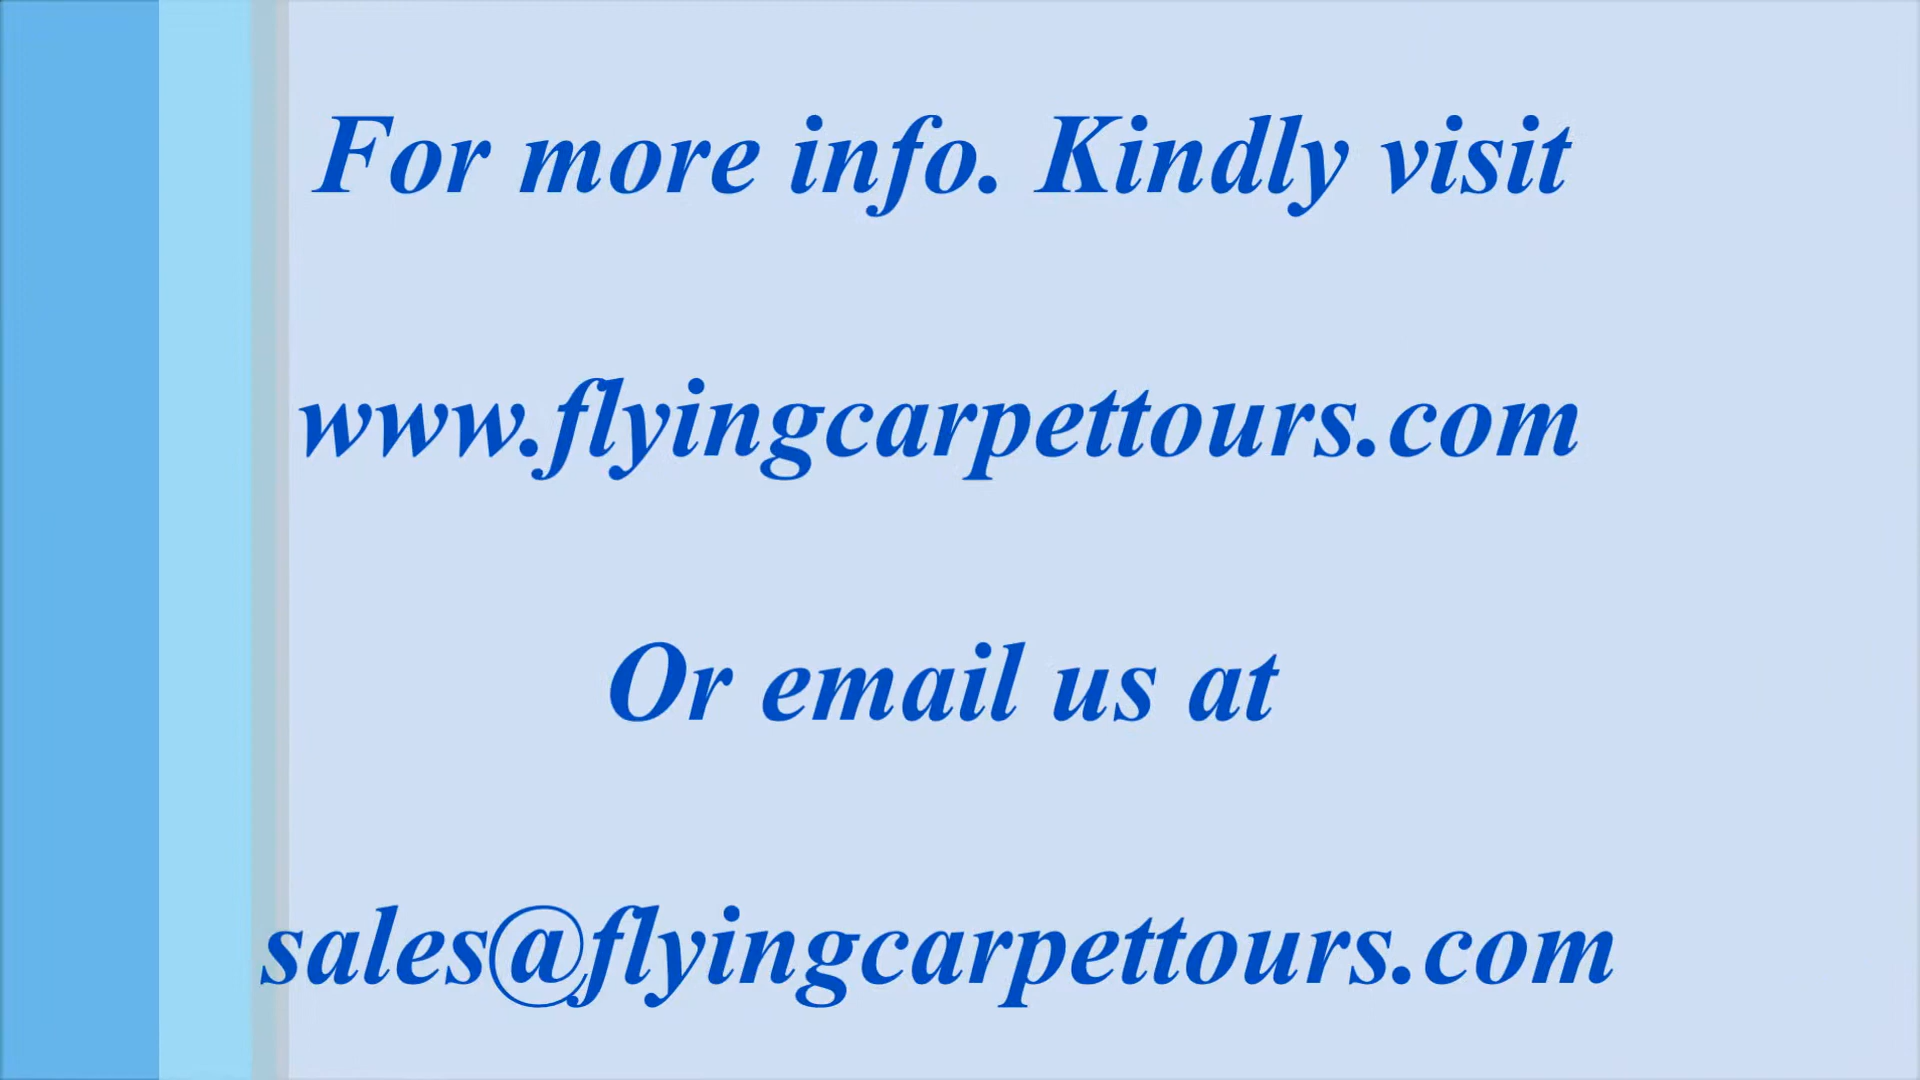 For more info. Kindly visit
www.flyingcarpettours.com
Or email us at
sales@flyingcarpettours.com